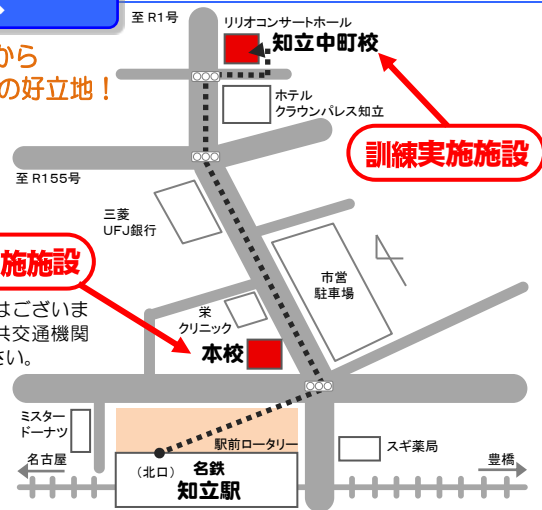 至 R1号
リリオコンサートホール
知立中町校
から
の好立地！
ホテル
クラウンパレス知立
訓練実施施設
至 R155号
三菱
UFJ銀行
施施設
市営
駐車場
はございま
共交通機関
さい。
栄
クリニック
本校
ミスター
ドーナツ
駅前ロータリー
スギ薬局
名古屋
（北口）
名鉄
知立駅
豊橋